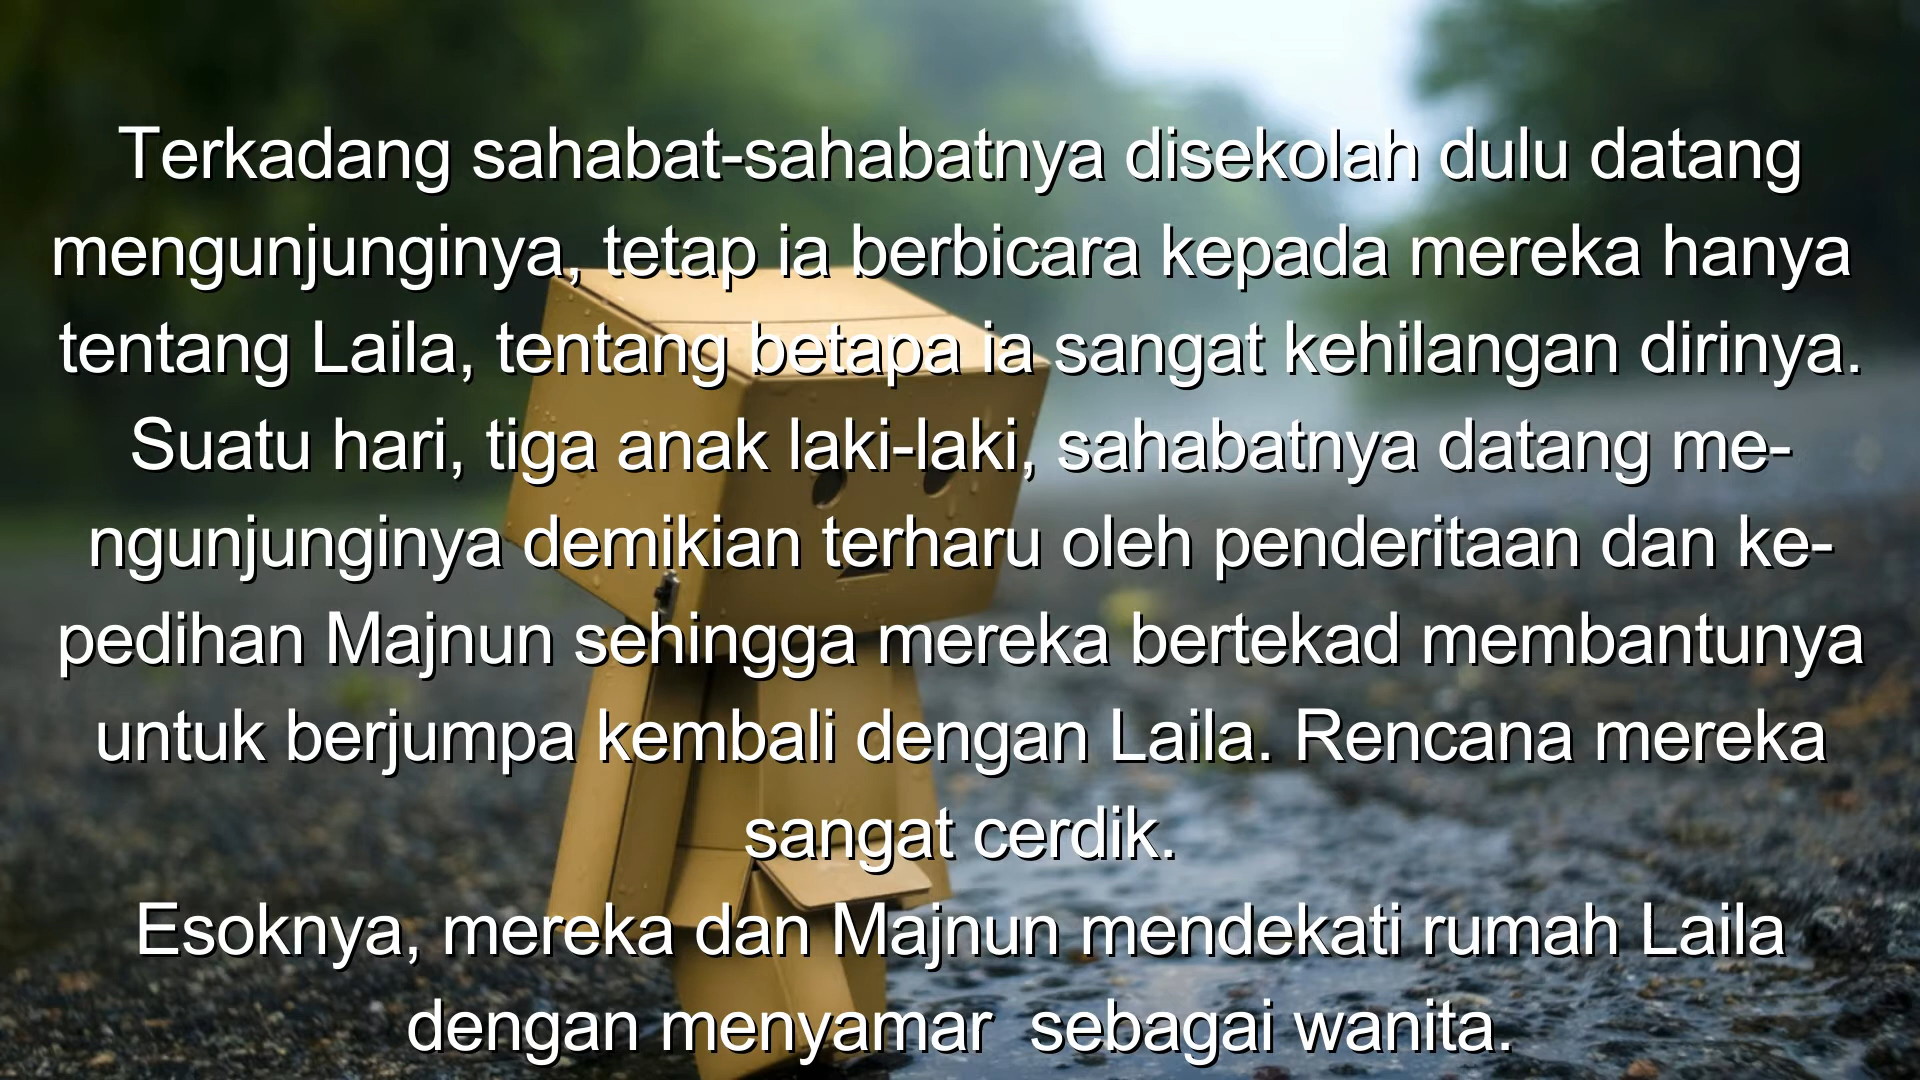 Terkadang sahabat-sahabatnya disekolah dulu datang
mengunjunginya, tetap ia berbicara kepada mereka hanya
tentang Laila, tentang betapa ia sangat kehilangan dirinya.
Suatu hari, tiga anak laki-laki, sahabatnya datang me-
ngunjunginya demikian terharu oleh penderitaan dan ke-
pedihan Majnun sehingga mereka bertekad membantunya
untuk berjumpa kembali dengan Laila. Rencana mereka
sangat cerdik.
Esoknya, mereka dan Majnun mendekati rumah Laila
dengan menyamar  sebagai wanita.